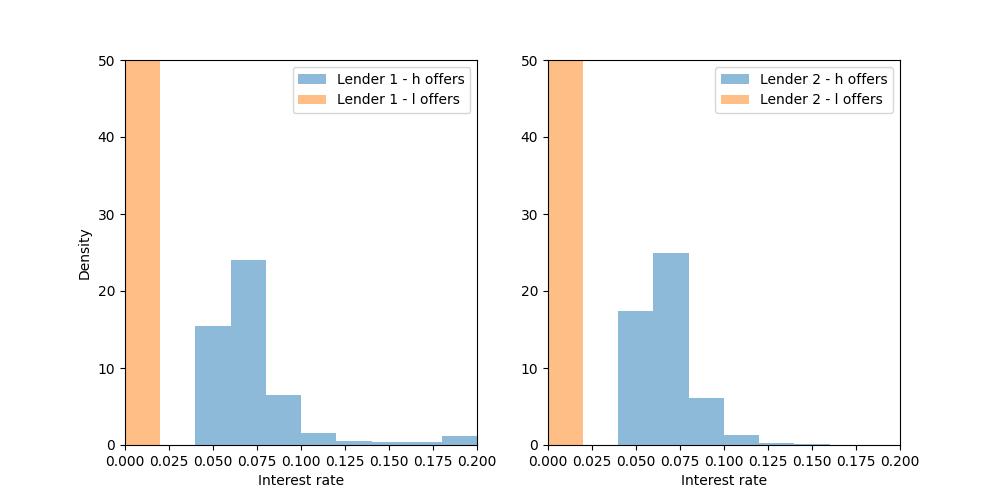 50
40
30
20
10
0
Density
0.000 0.025 0.050 0.075 0.100 0.125 0.150 0.175 0.200
Interest rate
Lender 1 - h offers
Lender 1 - l offers
50
40
30
20
10
0
0.000 0.025 0.050 0.075 0.100 0.125 0.150 0.175 0.200
Interest rate
Lender 2 - h offers
Lender 2 - l offers